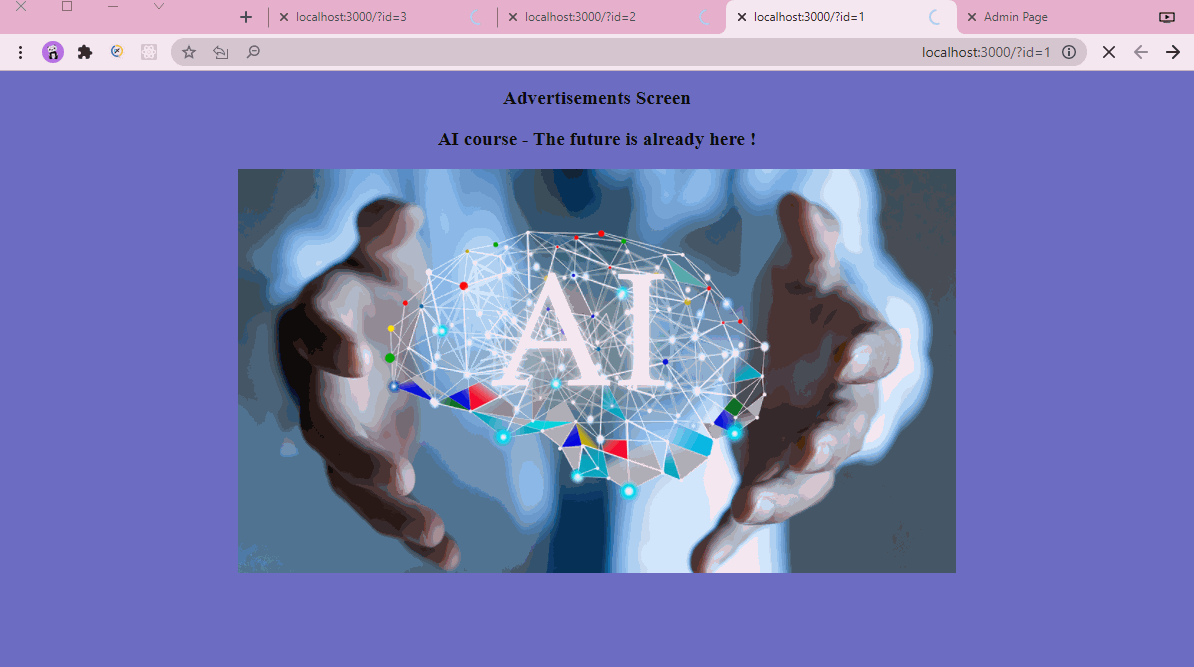 localhost:3000/?id=3
localhost:3000/?id=2
localhost:3000/?id=1
Admin Page
localhost:3000/?id=1
Advertisements Screen
AI course - The future is already here !
AI